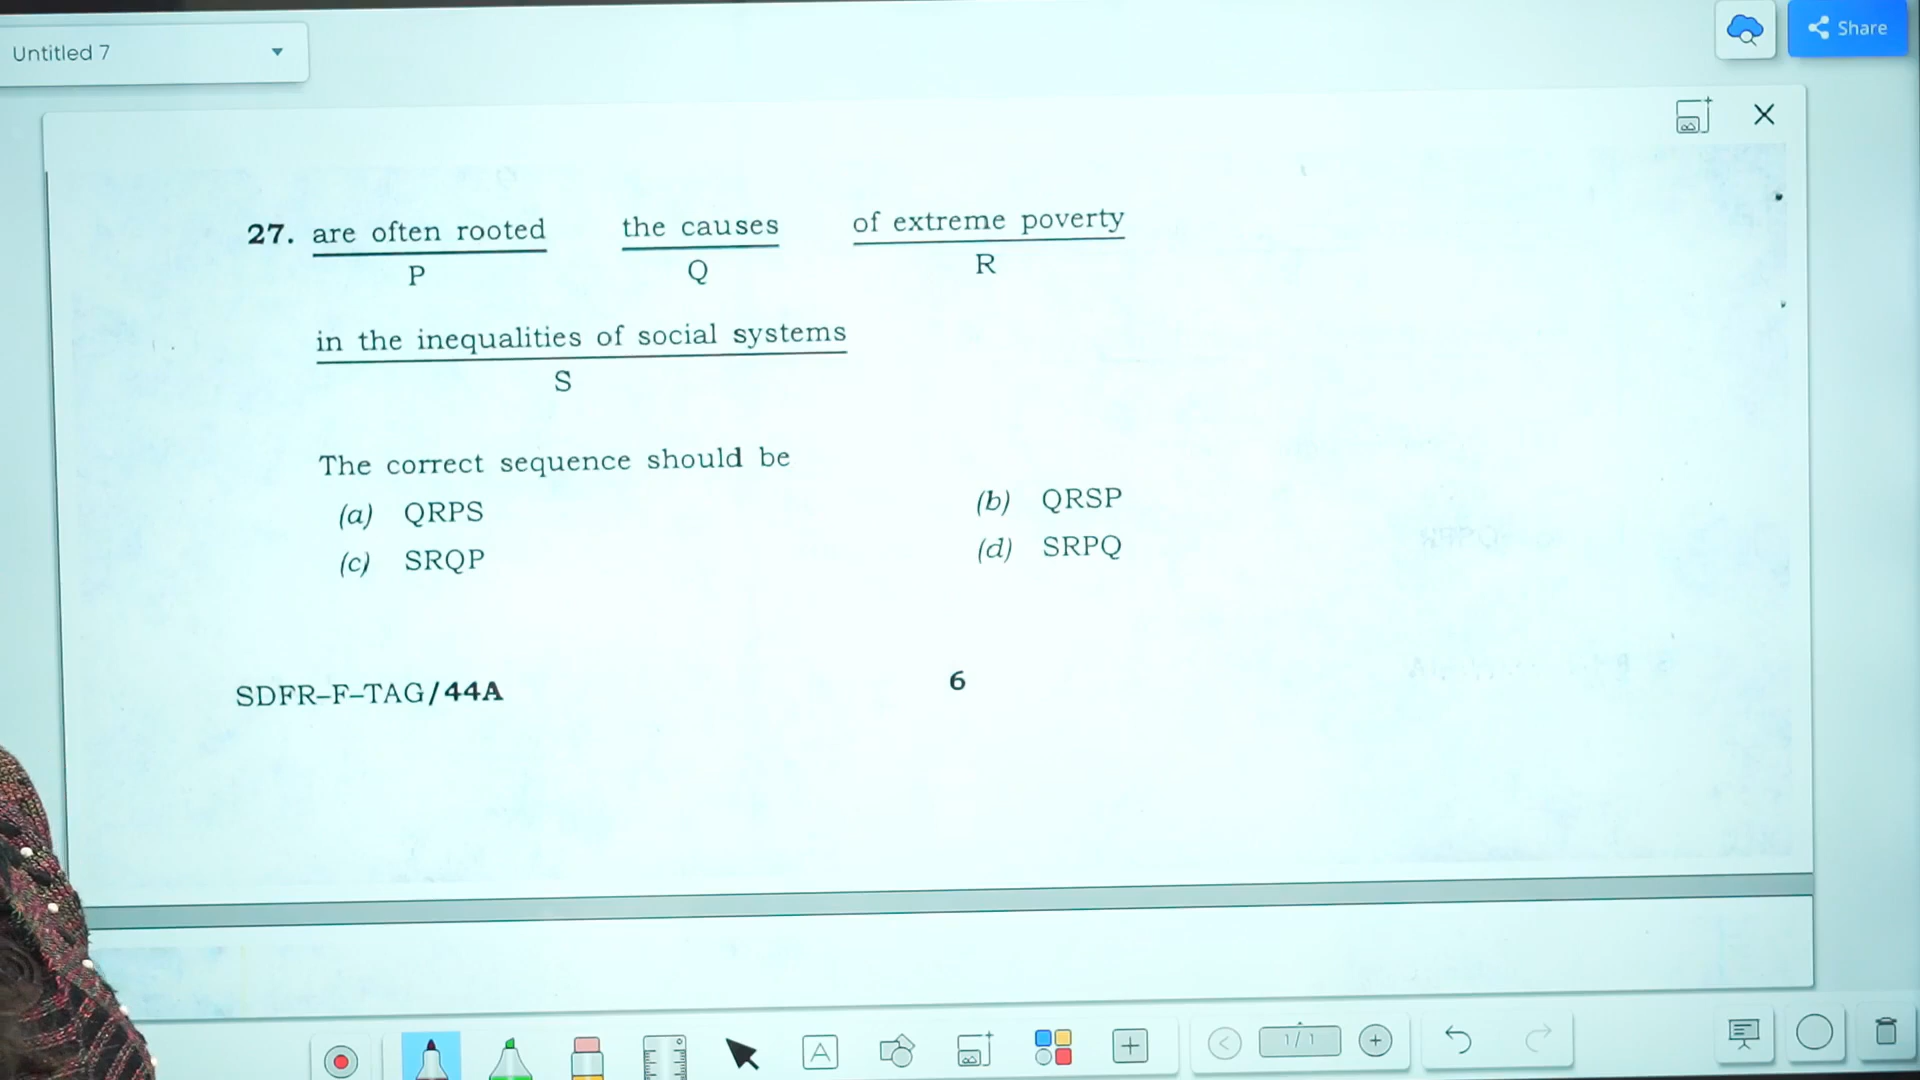 Untitled 7
Share
27. are often rooted the causes of extreme poverty
P Q R
in the inequalities of social systems
S
The correct sequence should be
(a) QRPS (b) QRSP
(c) SRQP (d) SRPQ
SDFR–F–TAG/44A 6
A
1 / 1